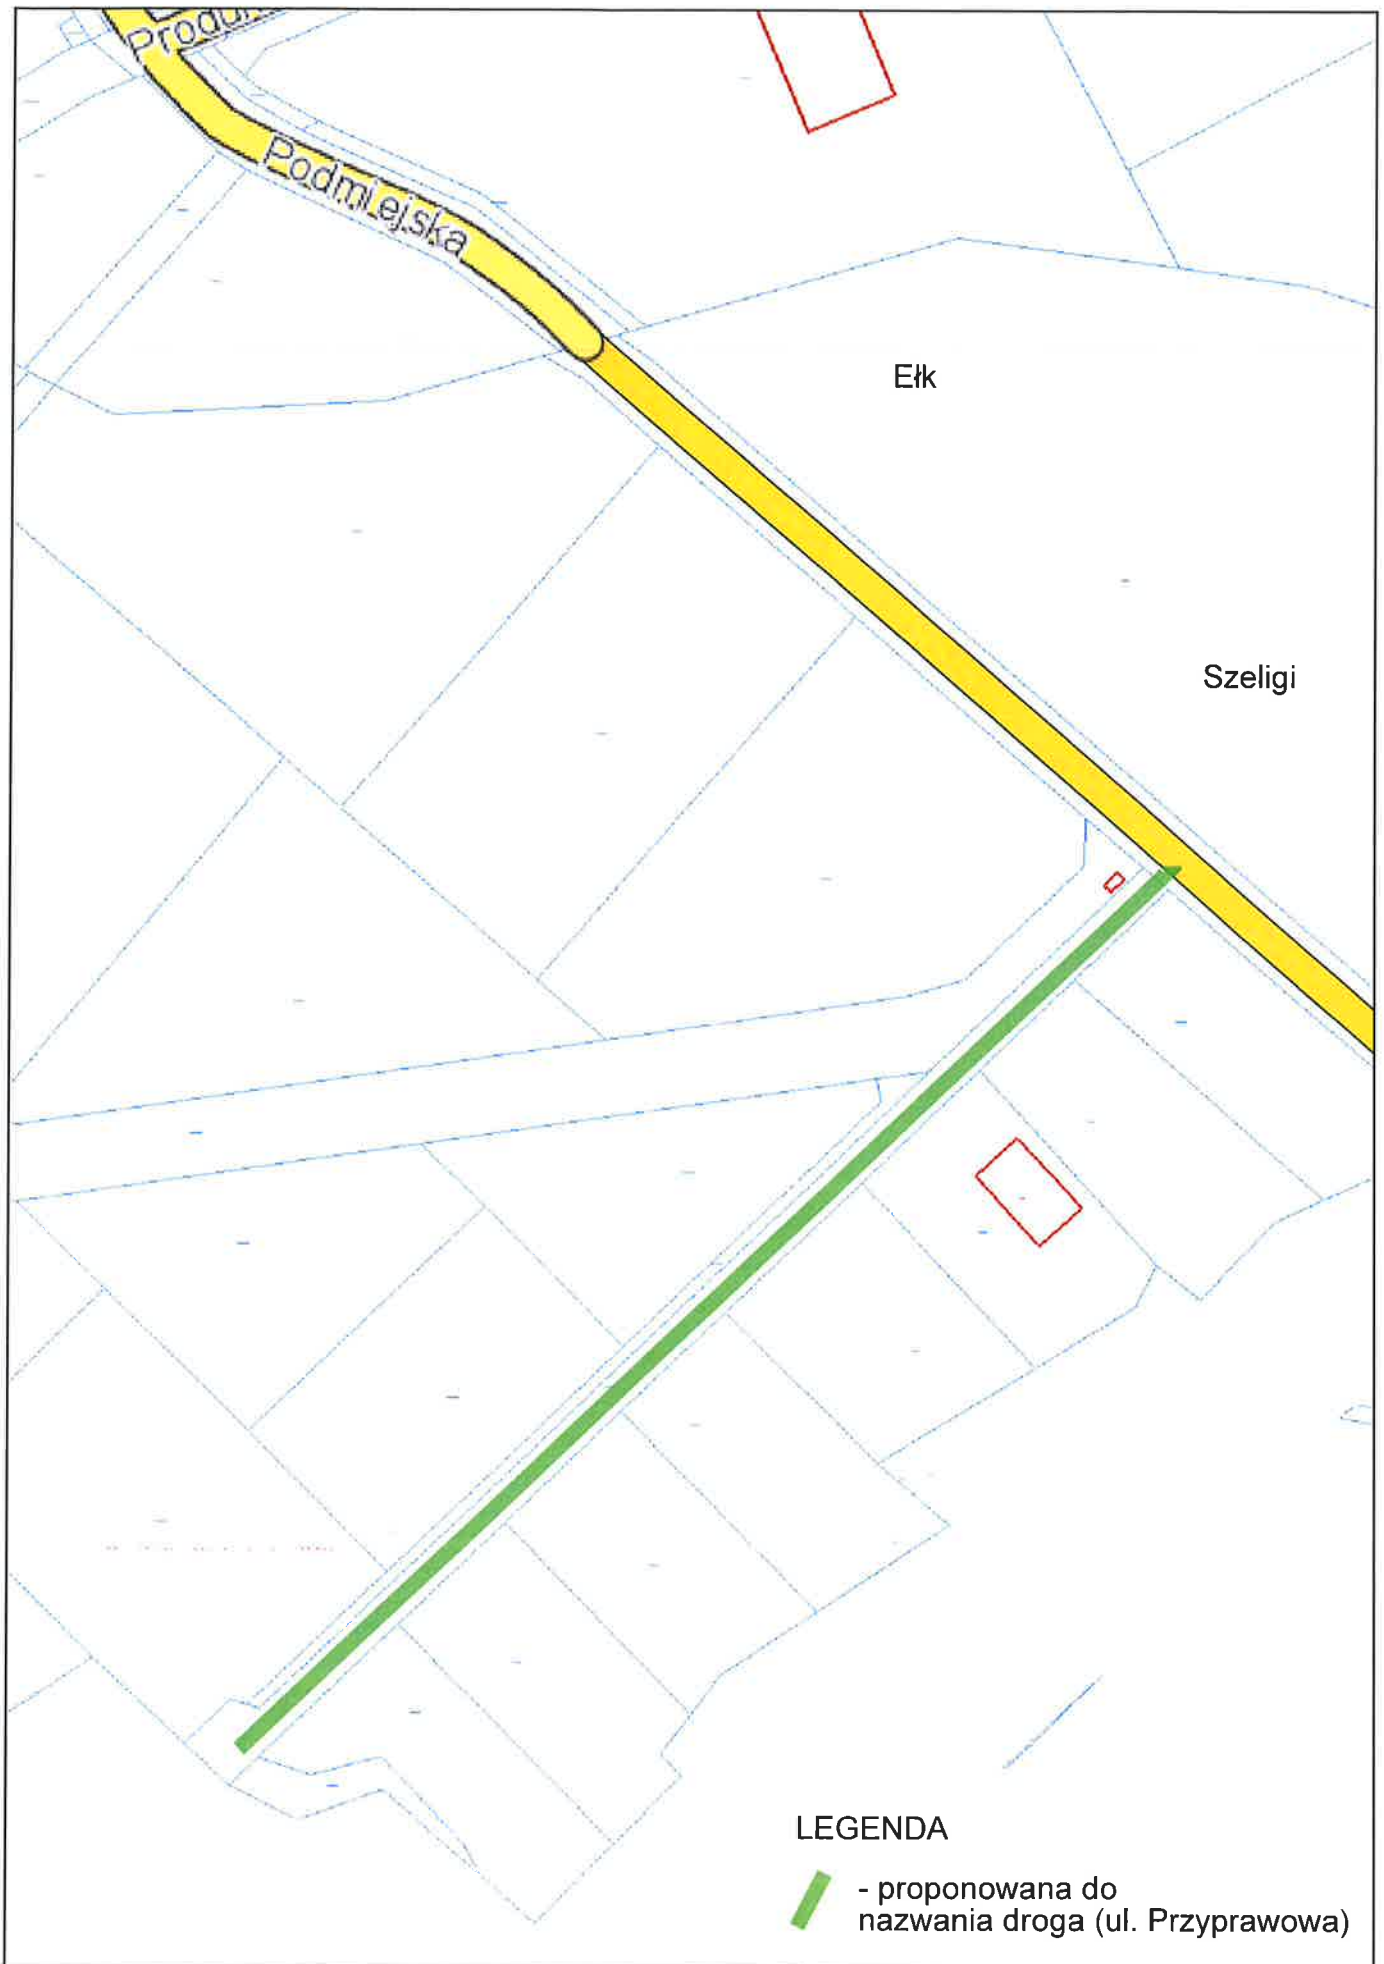 Podmiejska
Ełk
Szeligi
LEGENDA
- proponowana do
nazwania droga (ul. Przyprawowa)